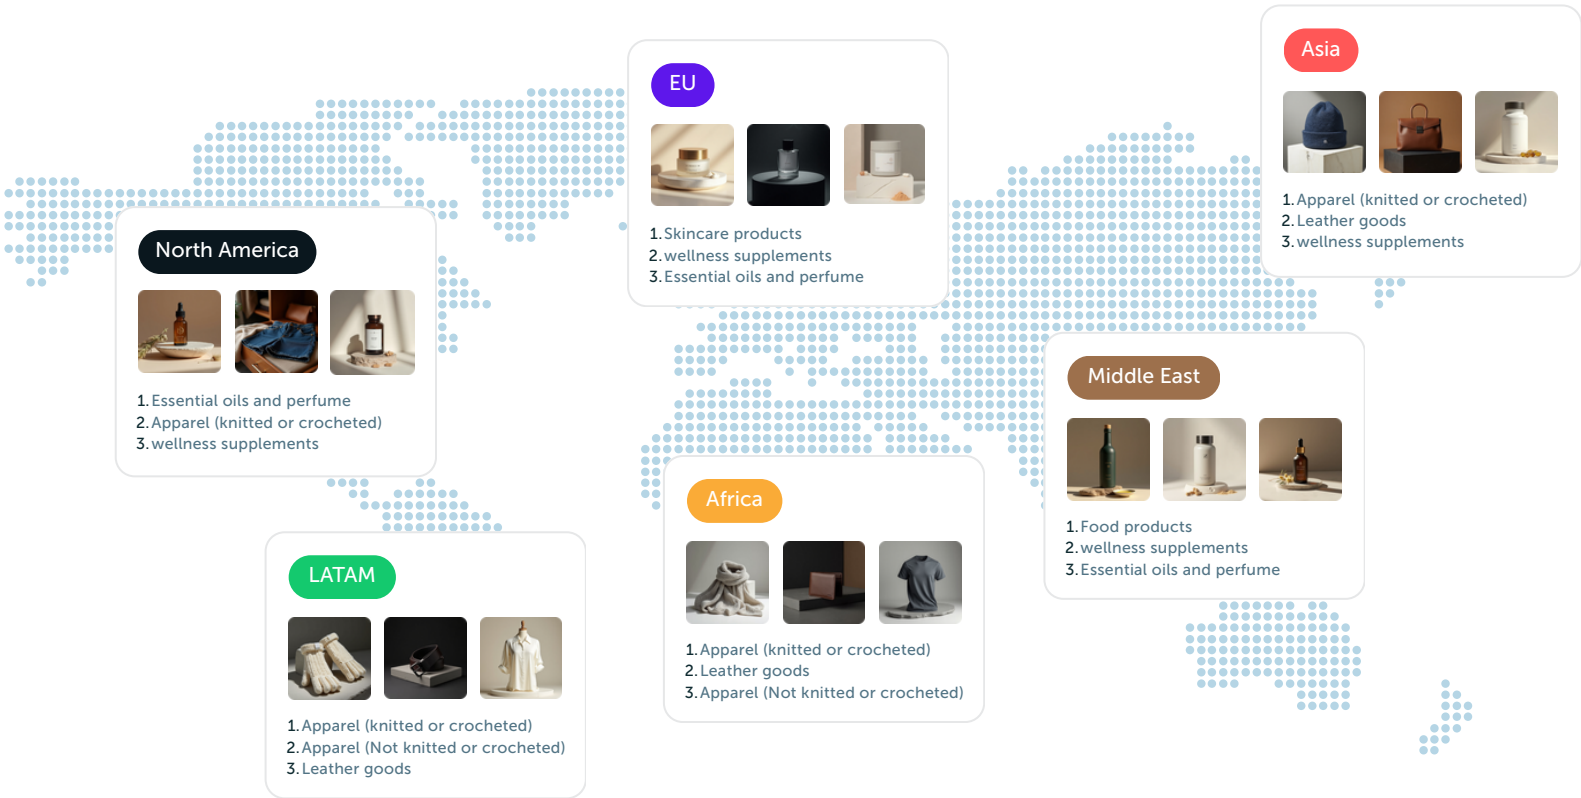 EU
1. Skincare products
2. wellness supplements
3. Essential oils and perfume
Asia
1. Apparel (knitted or crocheted)
2. Leather goods
3. wellness supplements
North America
1. Essential oils and perfume
2. Apparel (knitted or crocheted)
3. wellness supplements
Middle East
1. Food products
2. wellness supplements
3. Essential oils and perfume
Africa
1. Apparel (knitted or crocheted)
2. Leather goods
3. Apparel (Not knitted or crocheted)
LATAM
1. Apparel (knitted or crocheted)
2. Apparel (Not knitted or crocheted)
3. Leather goods